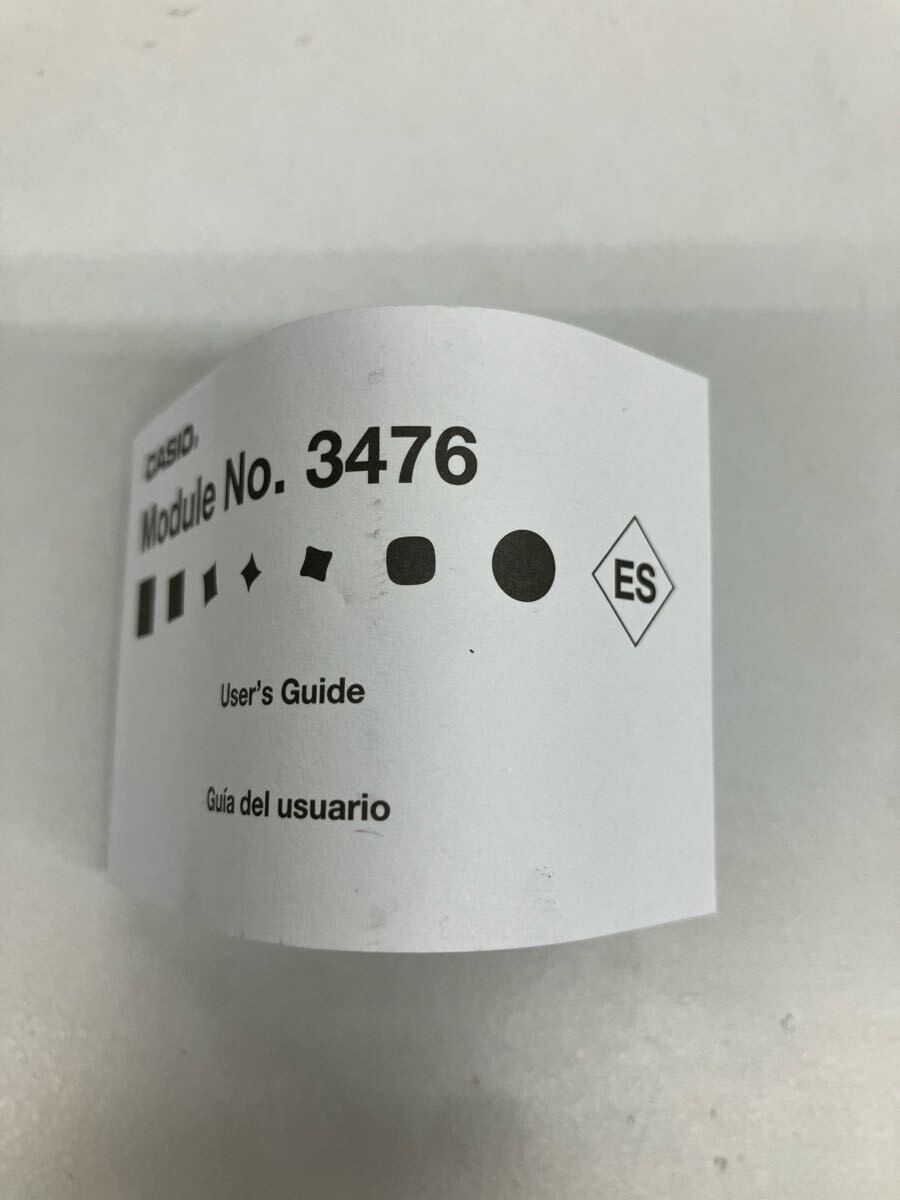 CASIO®
Module No. 3476
ES
User's Guide
Guía del usuario